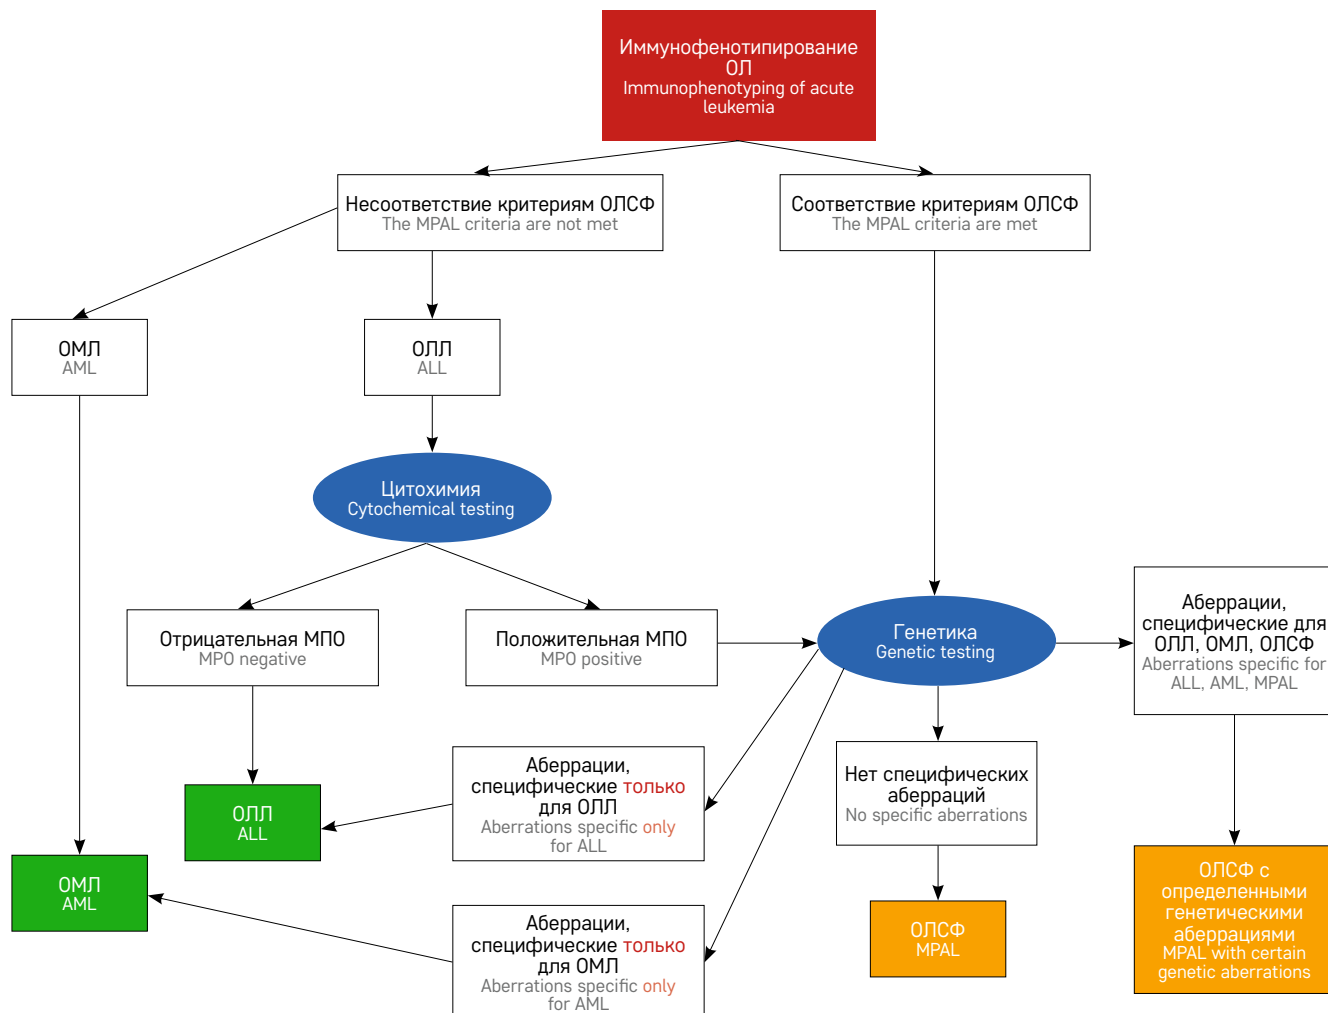 Иммунофенотипирование
ОЛ
Immunophenotyping of acute
leukemia
Несоответствие критериям ОЛСФ
The MPAL criteria are not met
Соответствие критериям ОЛСФ
The MPAL criteria are met
ОМЛ
AML
ОЛЛ
ALL
Цитохимия
Cytochemical testing
Отрицательная МПО
MPO negative
Положительная МПО
MPO positive
Генетика
Genetic testing
Аберрации,
специфические для
ОЛЛ, ОМЛ, ОЛСФ
Aberrations specific for
ALL, AML, MPAL
Аберрации,
специфические только
для ОЛЛ
Aberrations specific only
for ALL
Нет специфических
аберраций
No specific aberrations
ОЛЛ
ALL
ОМЛ
AML
Аберрации,
специфические только
для ОМЛ
Aberrations specific only
for AML
ОЛСФ
MPAL
ОЛСФ с
определенными
генетическими
аберрациями
MPAL with certain
genetic aberrations